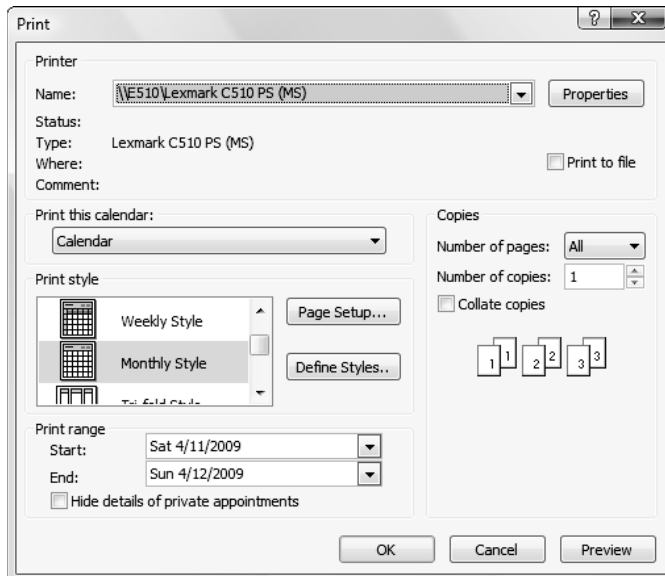 Print
Printer
Name: \\E510\Lexmark C510 PS (MS) Properties
Status:
Type: Lexmark C510 PS (MS)
Where: Print to file
Comment:
Print this calendar:
Calendar
Copies
Number of pages: All
Number of copies: 1
Collate copies
1 1 2 2 3 3
Print style
Weekly Style
Monthly Style
Tri-fold Style
Page Setup...
Define Styles..
Print range
Start: Sat 4/11/2009
End: Sun 4/12/2009
Hide details of private appointments
OK Cancel Preview